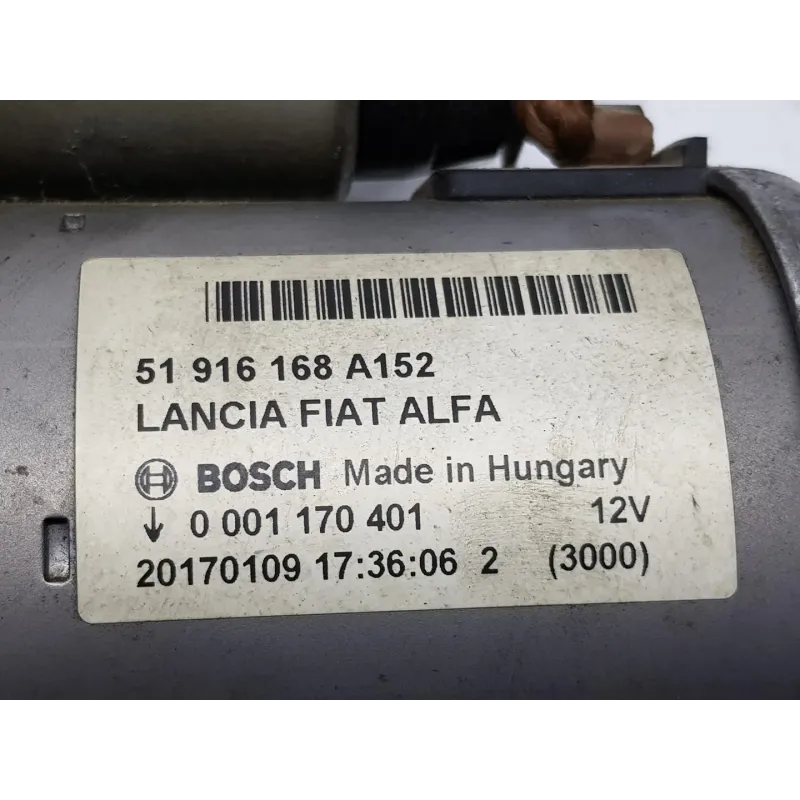 51 916 168 A152
LANCIA FIAT ALFA
BOSCH Made in Hungary
↓ 0 001 170 401 12V
20170109 17:36:06 2 (3000)